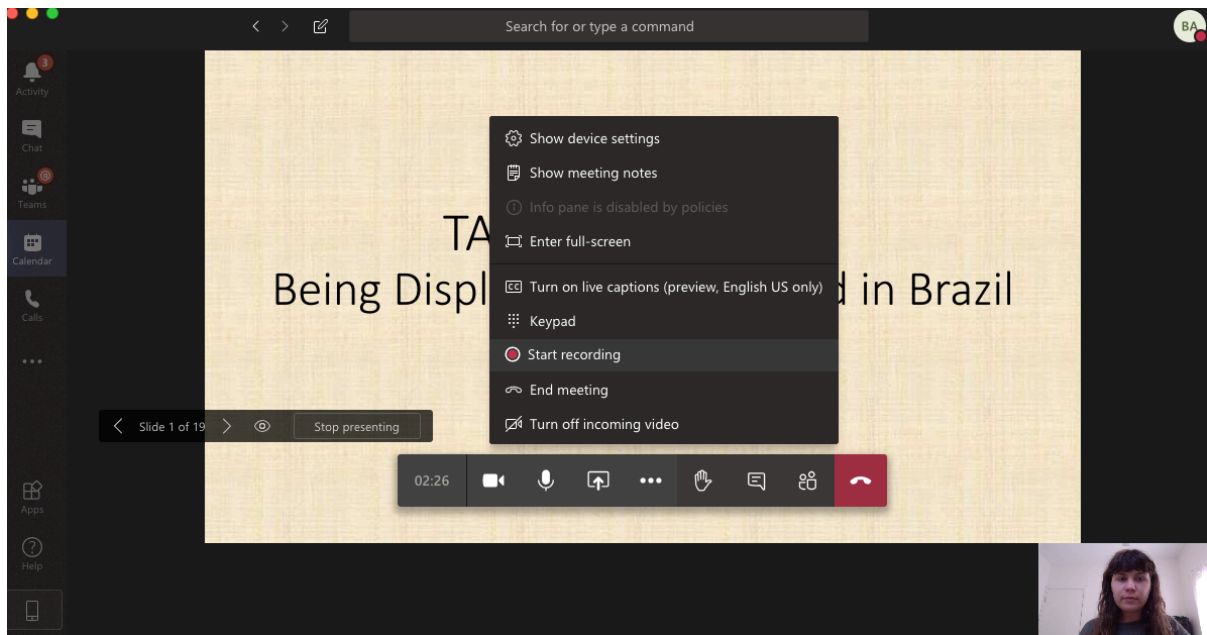 Search for or type a command
BA
3
Activity
Chat
@
Teams
Calendar
Calls
Apps
Help
TA
Being Displ
d in Brazil
Show device settings
Show meeting notes
Info pane is disabled by policies
Enter full-screen
CC Turn on live captions (preview, English US only)
Keypad
Start recording
End meeting
Turn off incoming video
Slide 1 of 19
Stop presenting
02:26